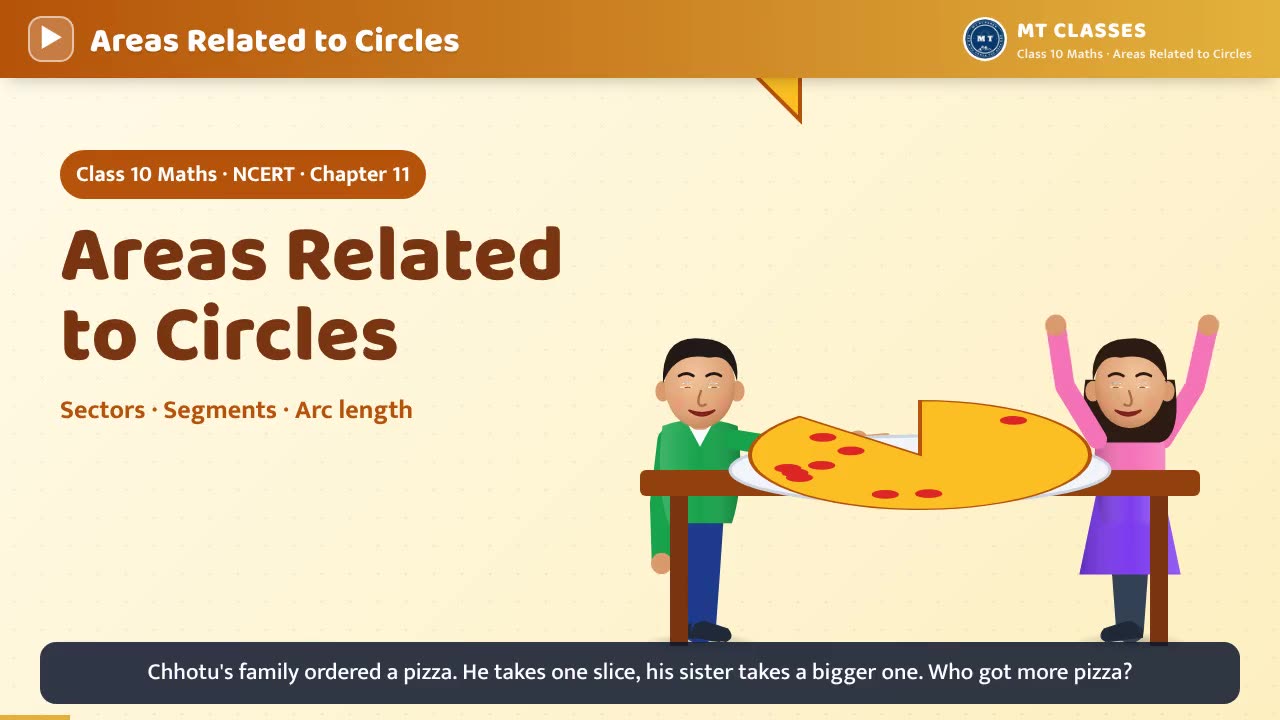 Areas Related to Circles
MT
MT CLASSES
Class 10 Maths · Areas Related to Circles
Class 10 Maths · NCERT · Chapter 11
Areas Related
to Circles
Sectors · Segments · Arc length
Chhotu's family ordered a pizza. He takes one slice, his sister takes a bigger one. Who got more pizza?